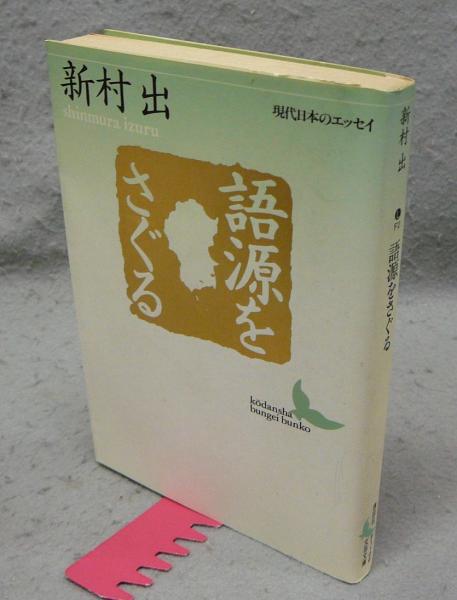 新村出
shinmura izuru
現代日本のエッセイ
語源を
さぐる
kōdansha
bungei bunko
新村 出
語源をさぐる